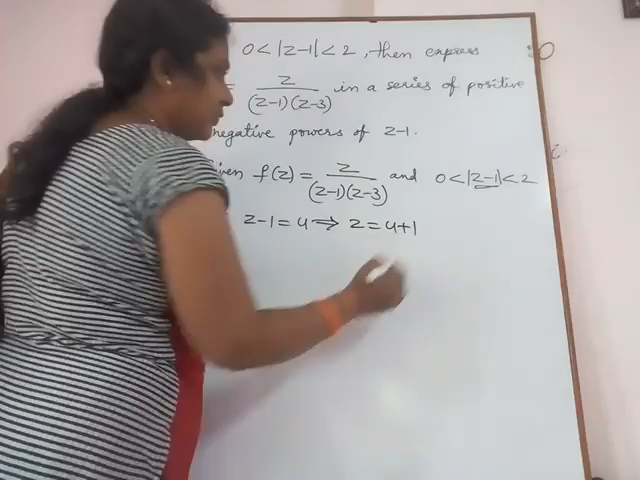 0 < |z-1| < 2, then express
= z/((z-1)(z-3)) in a series of positive
negative powers of z-1.
f(z) = z/((z-1)(z-3)) and 0 < |z-1| < 2
z-1 = u ⇒ z = u+1